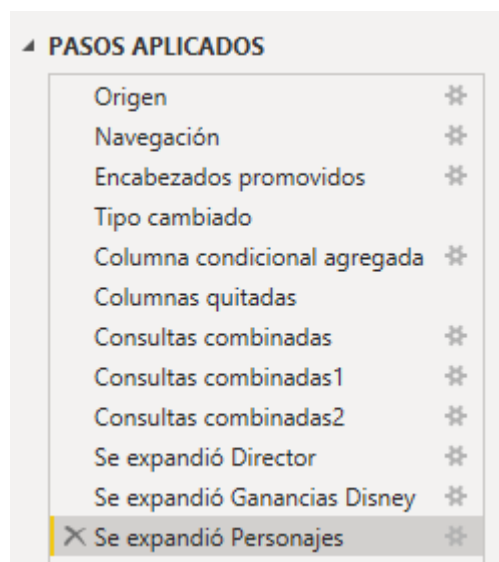 PASOS APLICADOS
Origen
Navegación
Encabezados promovidos
Tipo cambiado
Columna condicional agregada
Columnas quitadas
Consultas combinadas
Consultas combinadas1
Consultas combinadas2
Se expandió Director
Se expandió Ganancias Disney
Se expandió Personajes